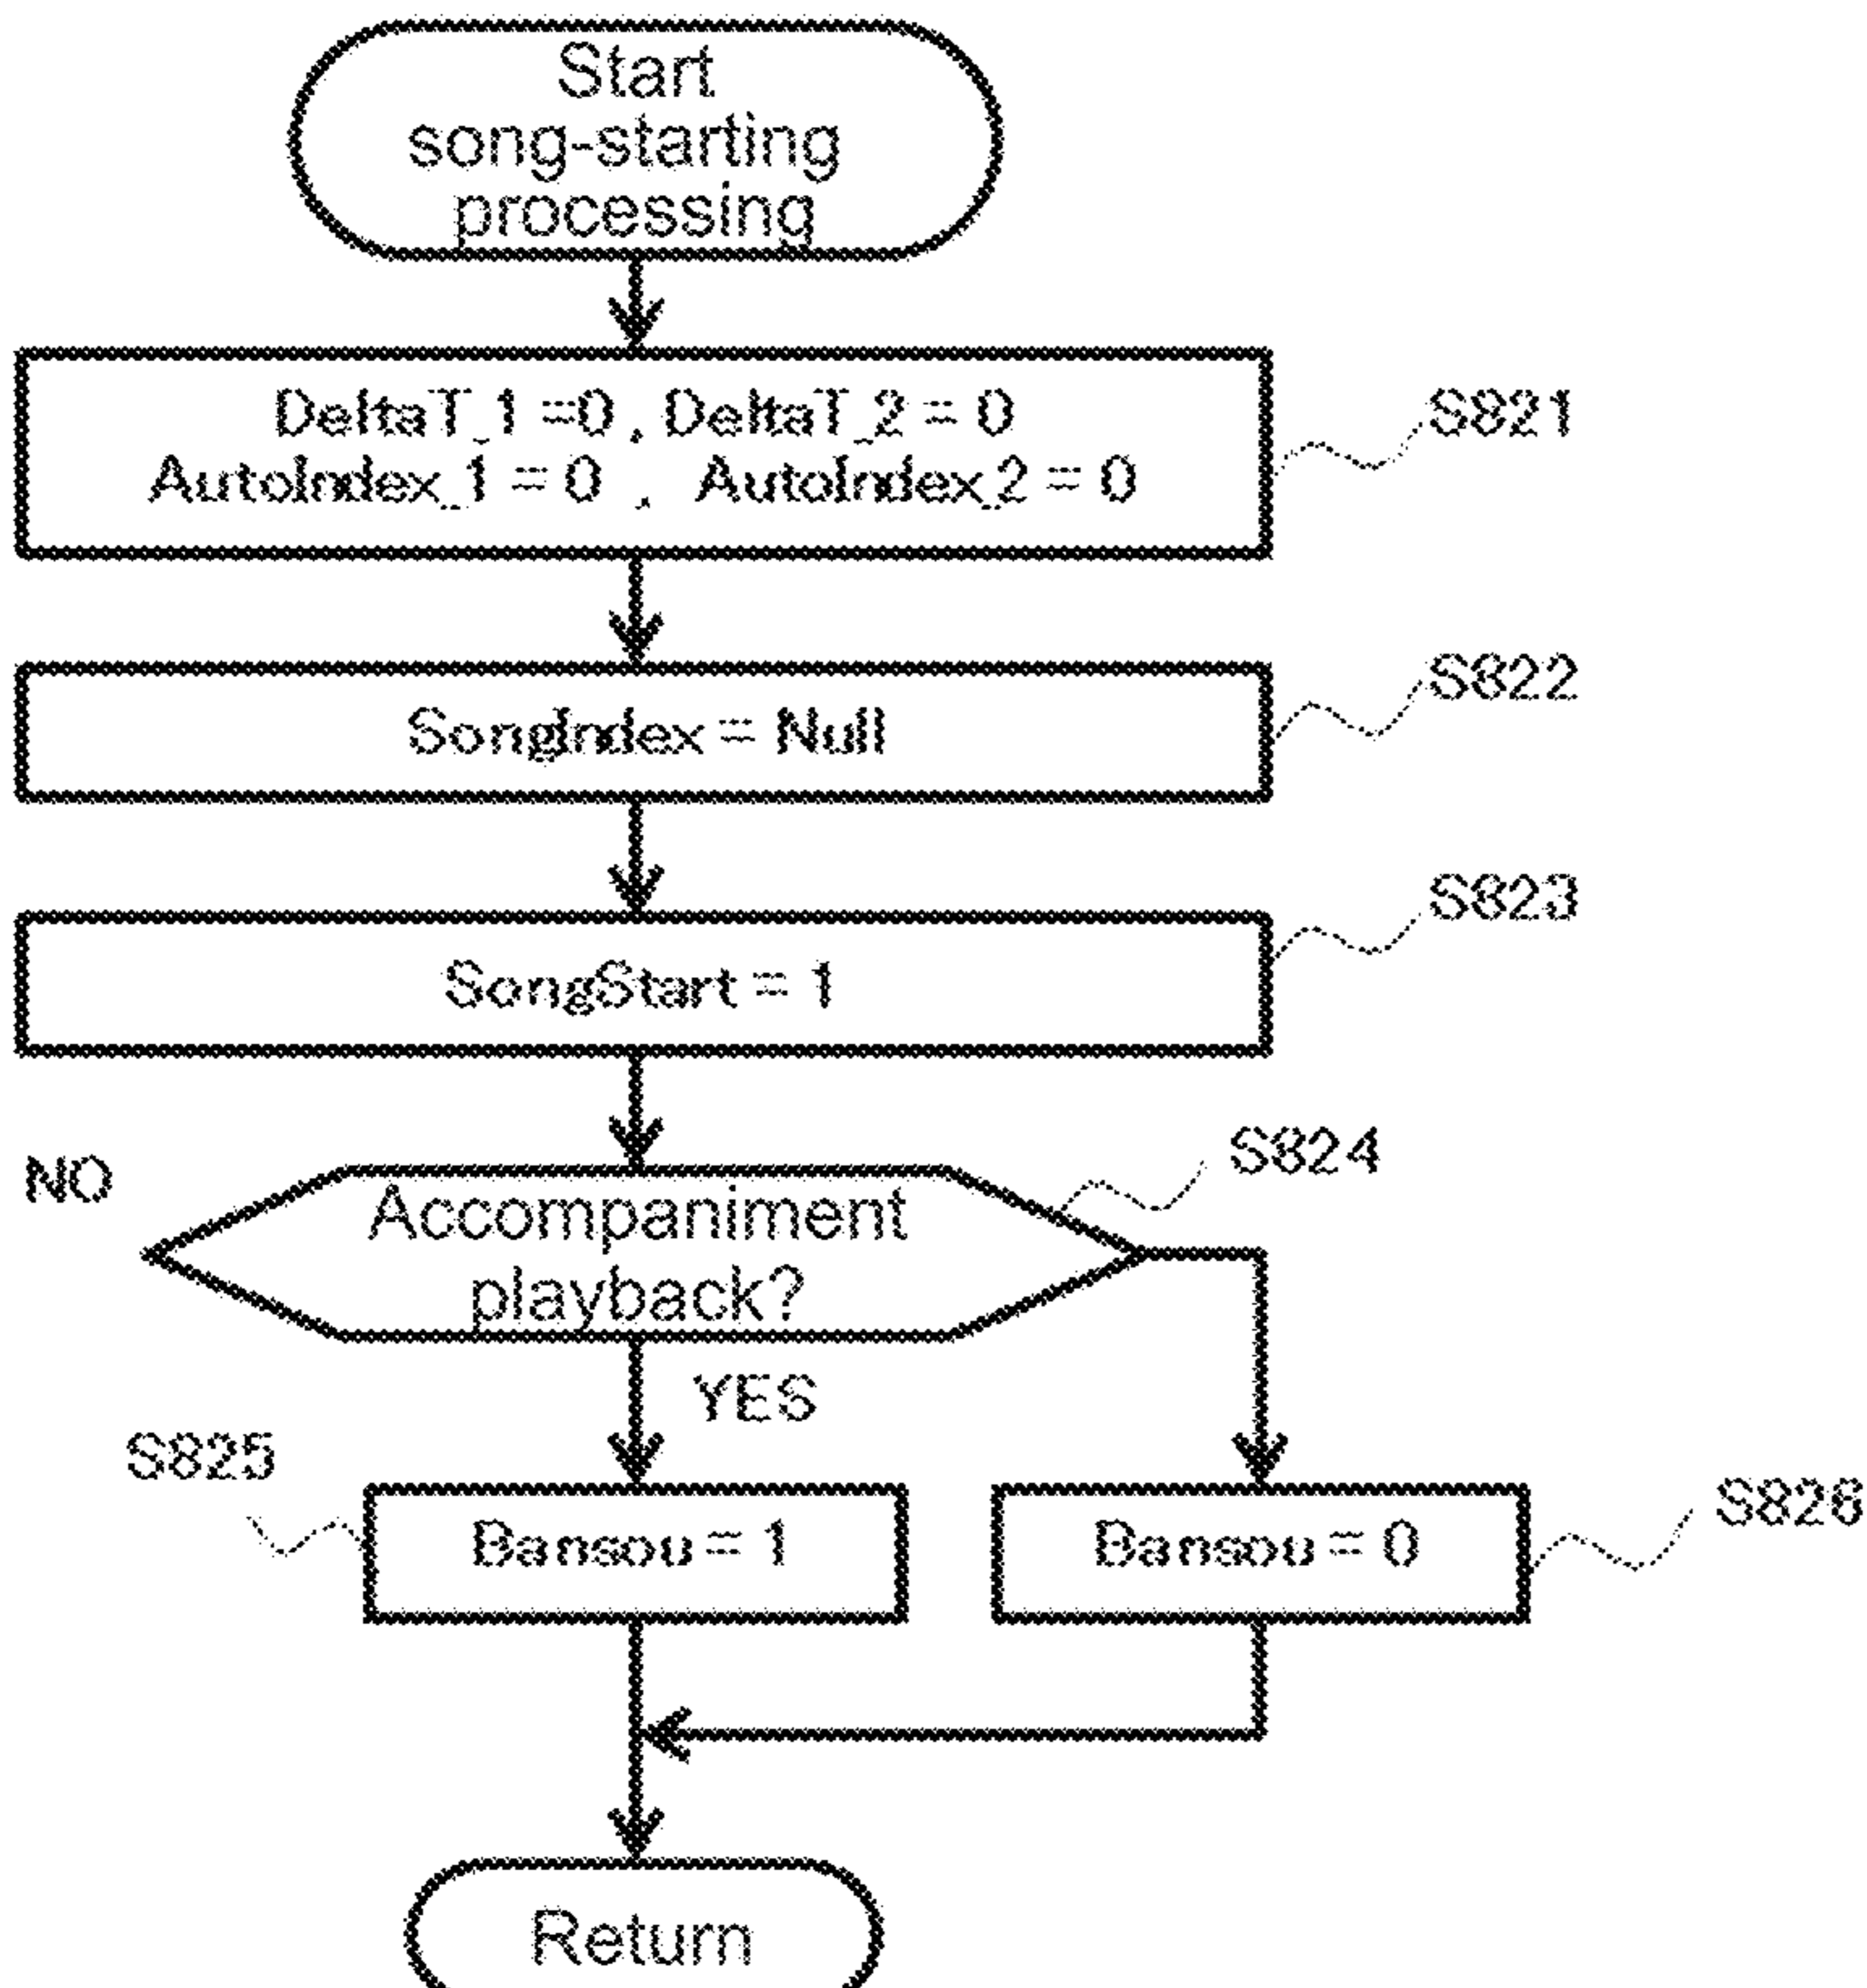 Start
song-starting
processing
DeltaT_1 =0 , DeltaT_2 = 0
AutoIndex_1 = 0 , AutoIndex_2 = 0
S821
SongIndex = Null
S822
SongStart = 1
S823
NO
Accompaniment
playback?
S824
YES
S825
Bansou = 1
Bansou = 0
S826
Return